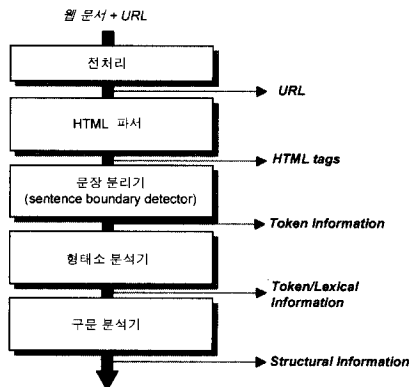 웹 문서 + URL
전처리
URL
HTML 파서
HTML tags
문장 분리기
(sentence boundary detector)
Token Information
형태소 분석기
Token/Lexical
Information
구문 분석기
Structural Information